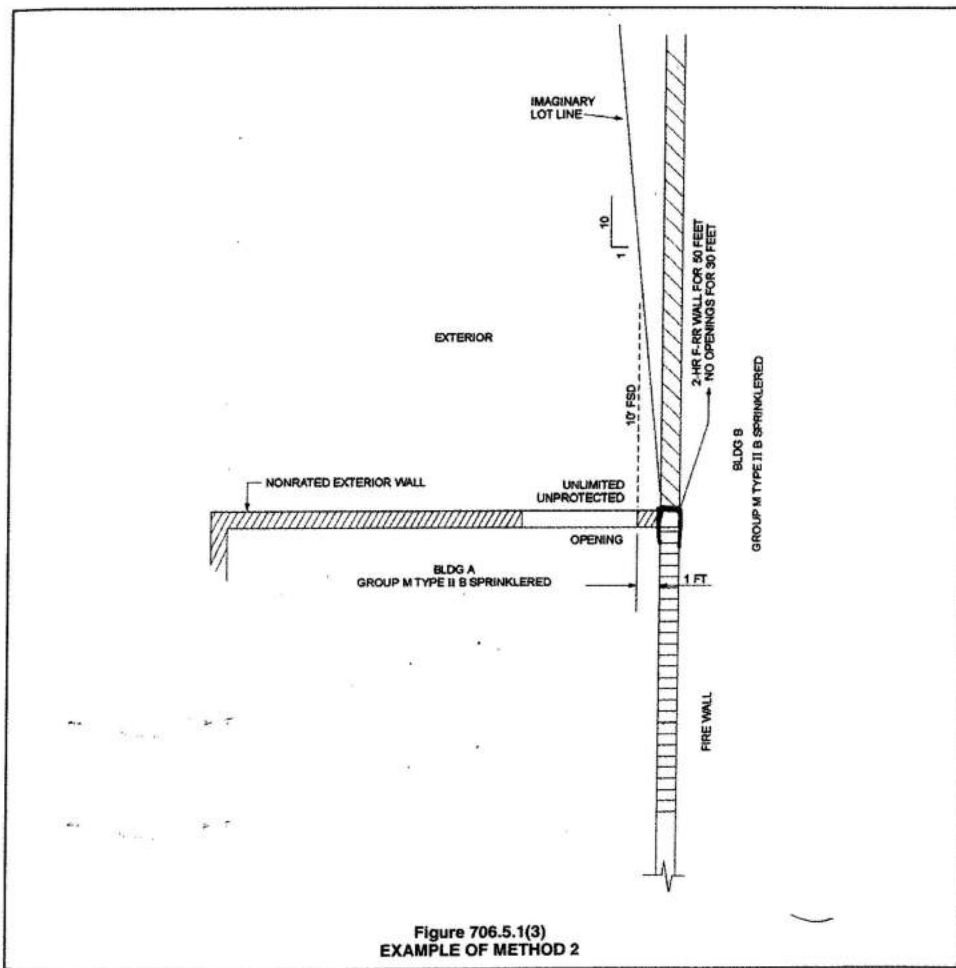 IMAGINARY
LOT LINE
10
1
2-HR F-RR WALL FOR 50 FEET
NO OPENINGS FOR 30 FEET
EXTERIOR
10' FSD
BLDG B
GROUP M TYPE II B SPRINKLERED
NONRATED EXTERIOR WALL
UNLIMITED
UNPROTECTED
OPENING
BLDG A
GROUP M TYPE II B SPRINKLERED
1 FT
FIRE WALL
Figure 706.5.1(3)
EXAMPLE OF METHOD 2